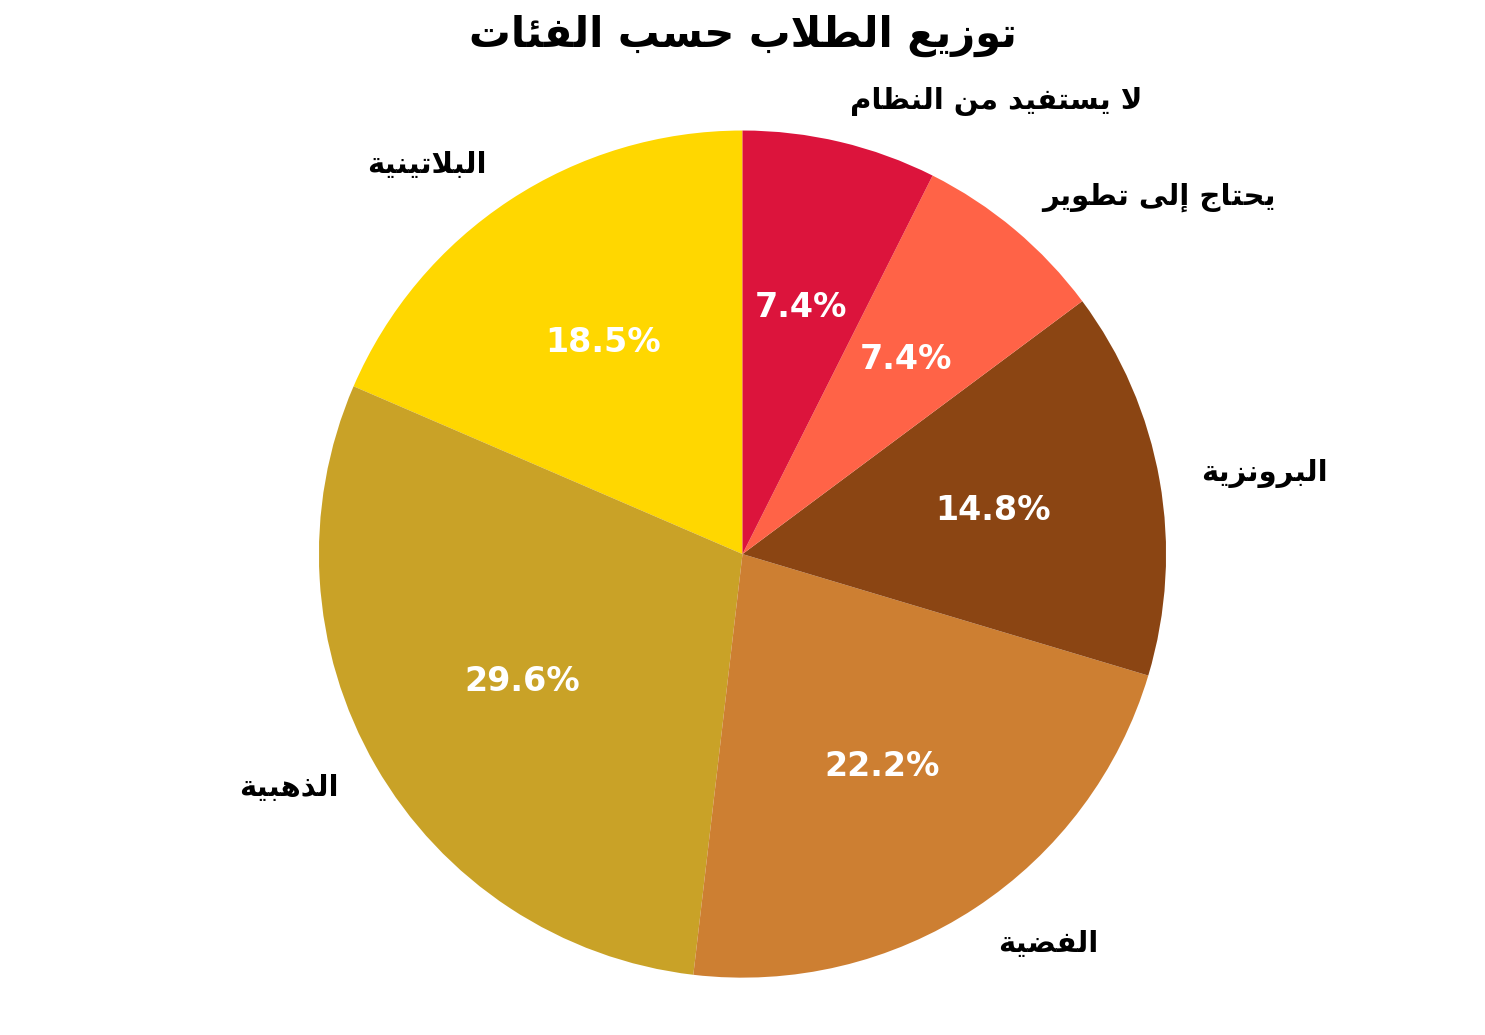 توزيع الطلاب حسب الفئات
لا يستفيد من النظام
البلاتينية
يحتاج إلى تطوير
7.4%
18.5%
7.4%
البرونزية
14.8%
29.6%
22.2%
الذهبية
الفضية